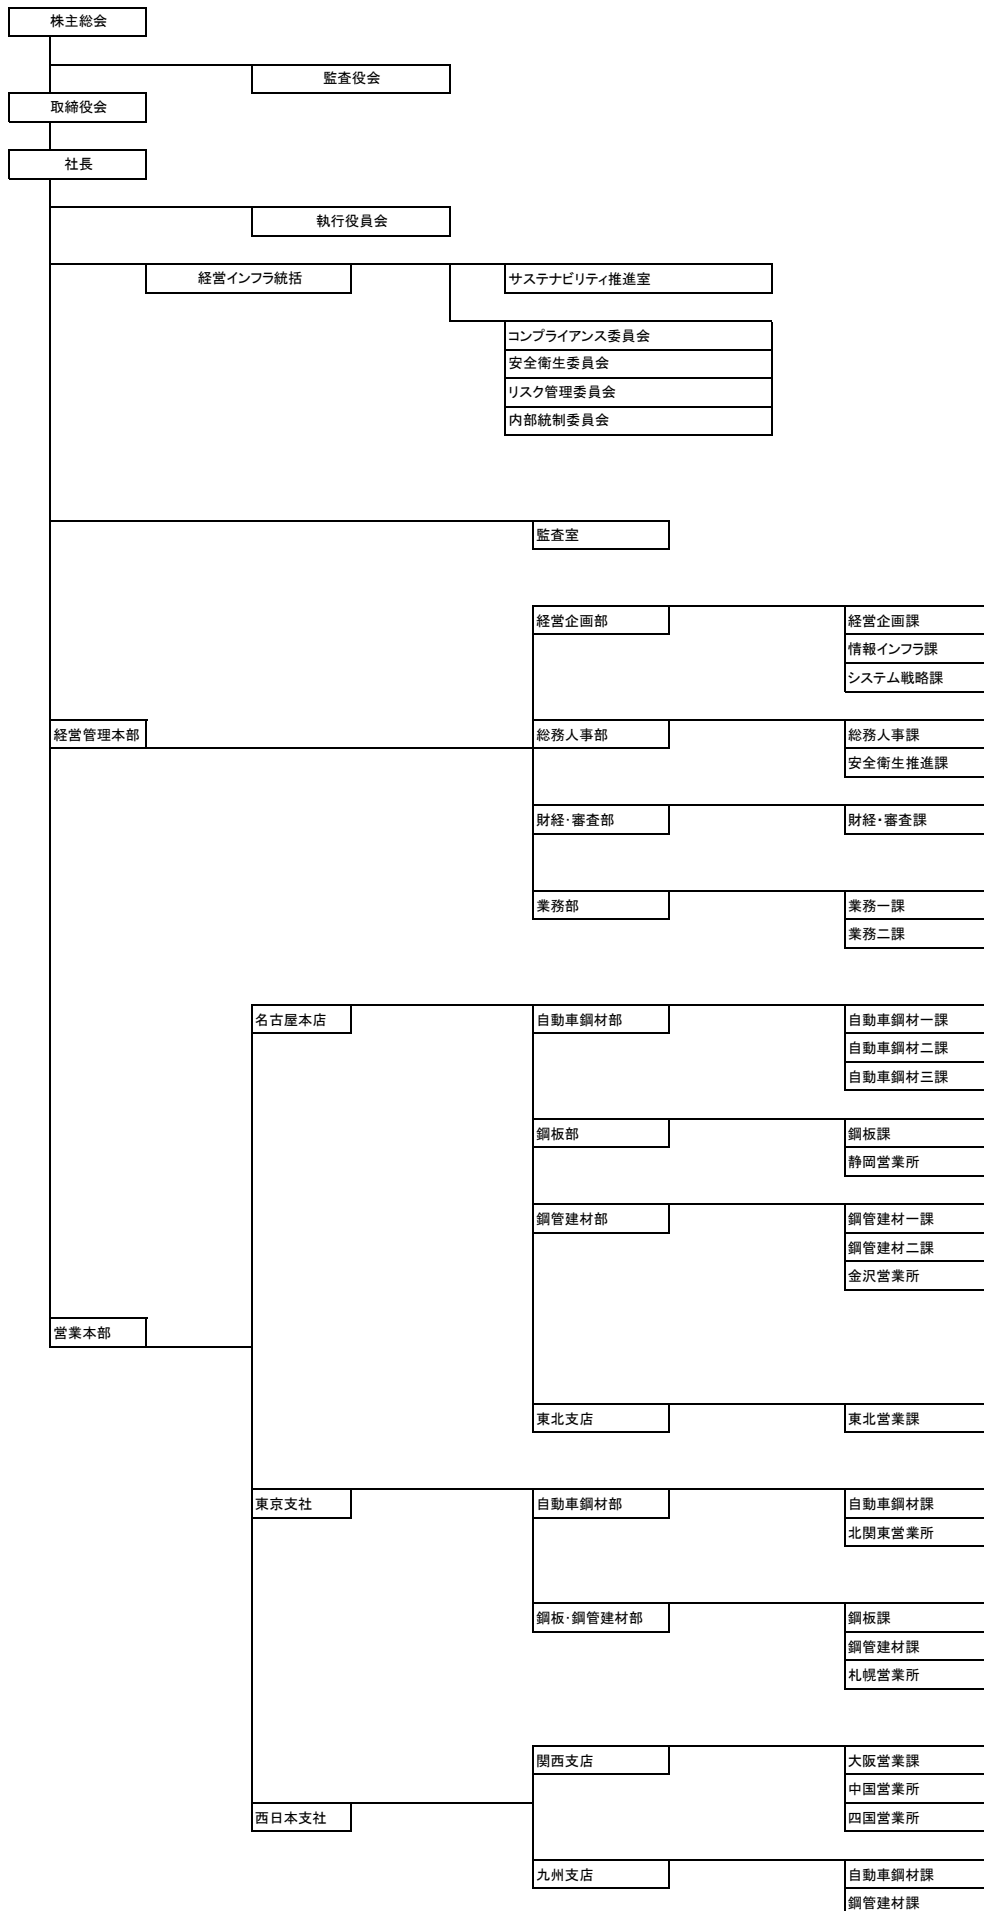 株主総会
監査役会
取締役会
社長
執行役員会
経営インフラ統括
サステナビリティ推進室
コンプライアンス委員会
安全衛生委員会
リスク管理委員会
内部統制委員会
監査室
経営企画部
経営企画課
情報インフラ課
システム戦略課
経営管理本部
総務人事部
総務人事課
安全衛生推進課
財経・審査部
財経・審査課
業務部
業務一課
業務二課
名古屋本店
自動車鋼材部
自動車鋼材一課
自動車鋼材二課
自動車鋼材三課
鋼板部
鋼板課
静岡営業所
鋼管建材部
鋼管建材一課
鋼管建材二課
金沢営業所
営業本部
東北支店
東北営業課
東京支社
自動車鋼材部
自動車鋼材課
北関東営業所
鋼板・鋼管建材部
鋼板課
鋼管建材課
札幌営業所
関西支店
大阪営業課
中国営業所
西日本支社
四国営業所
九州支店
自動車鋼材課
鋼管建材課